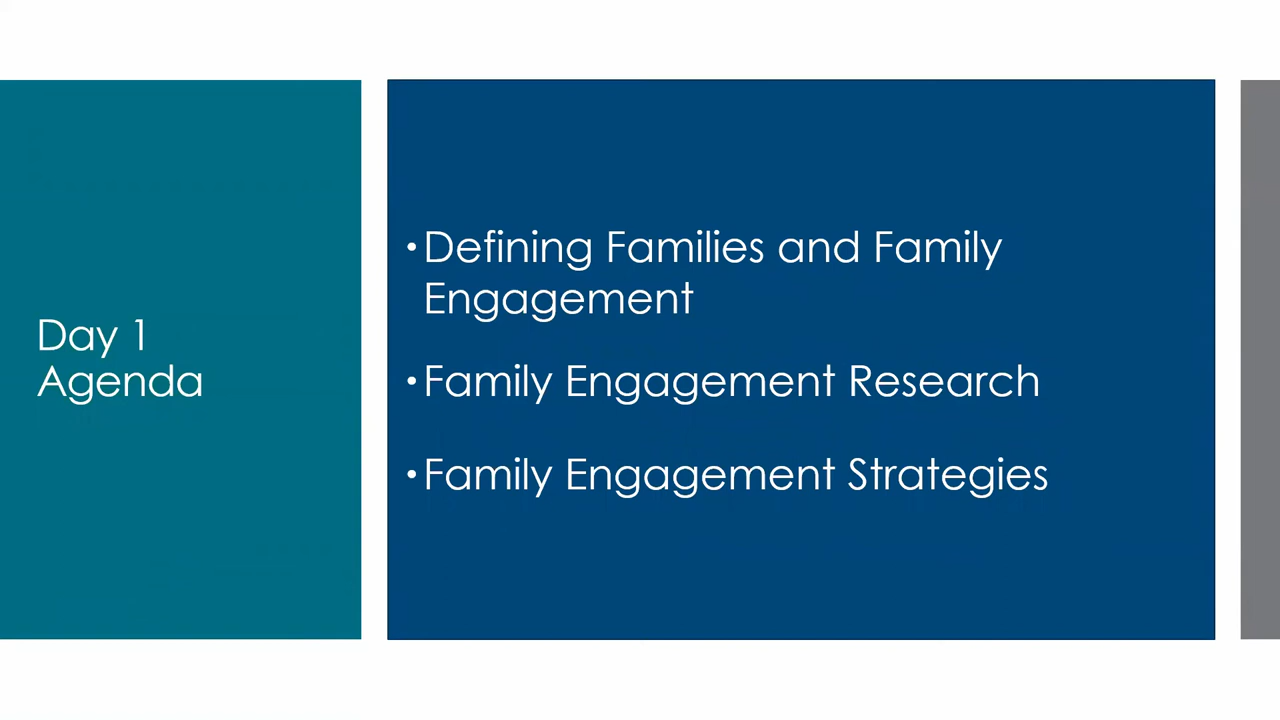 Day 1
Agenda
•Defining Families and Family
Engagement
•Family Engagement Research
•Family Engagement Strategies